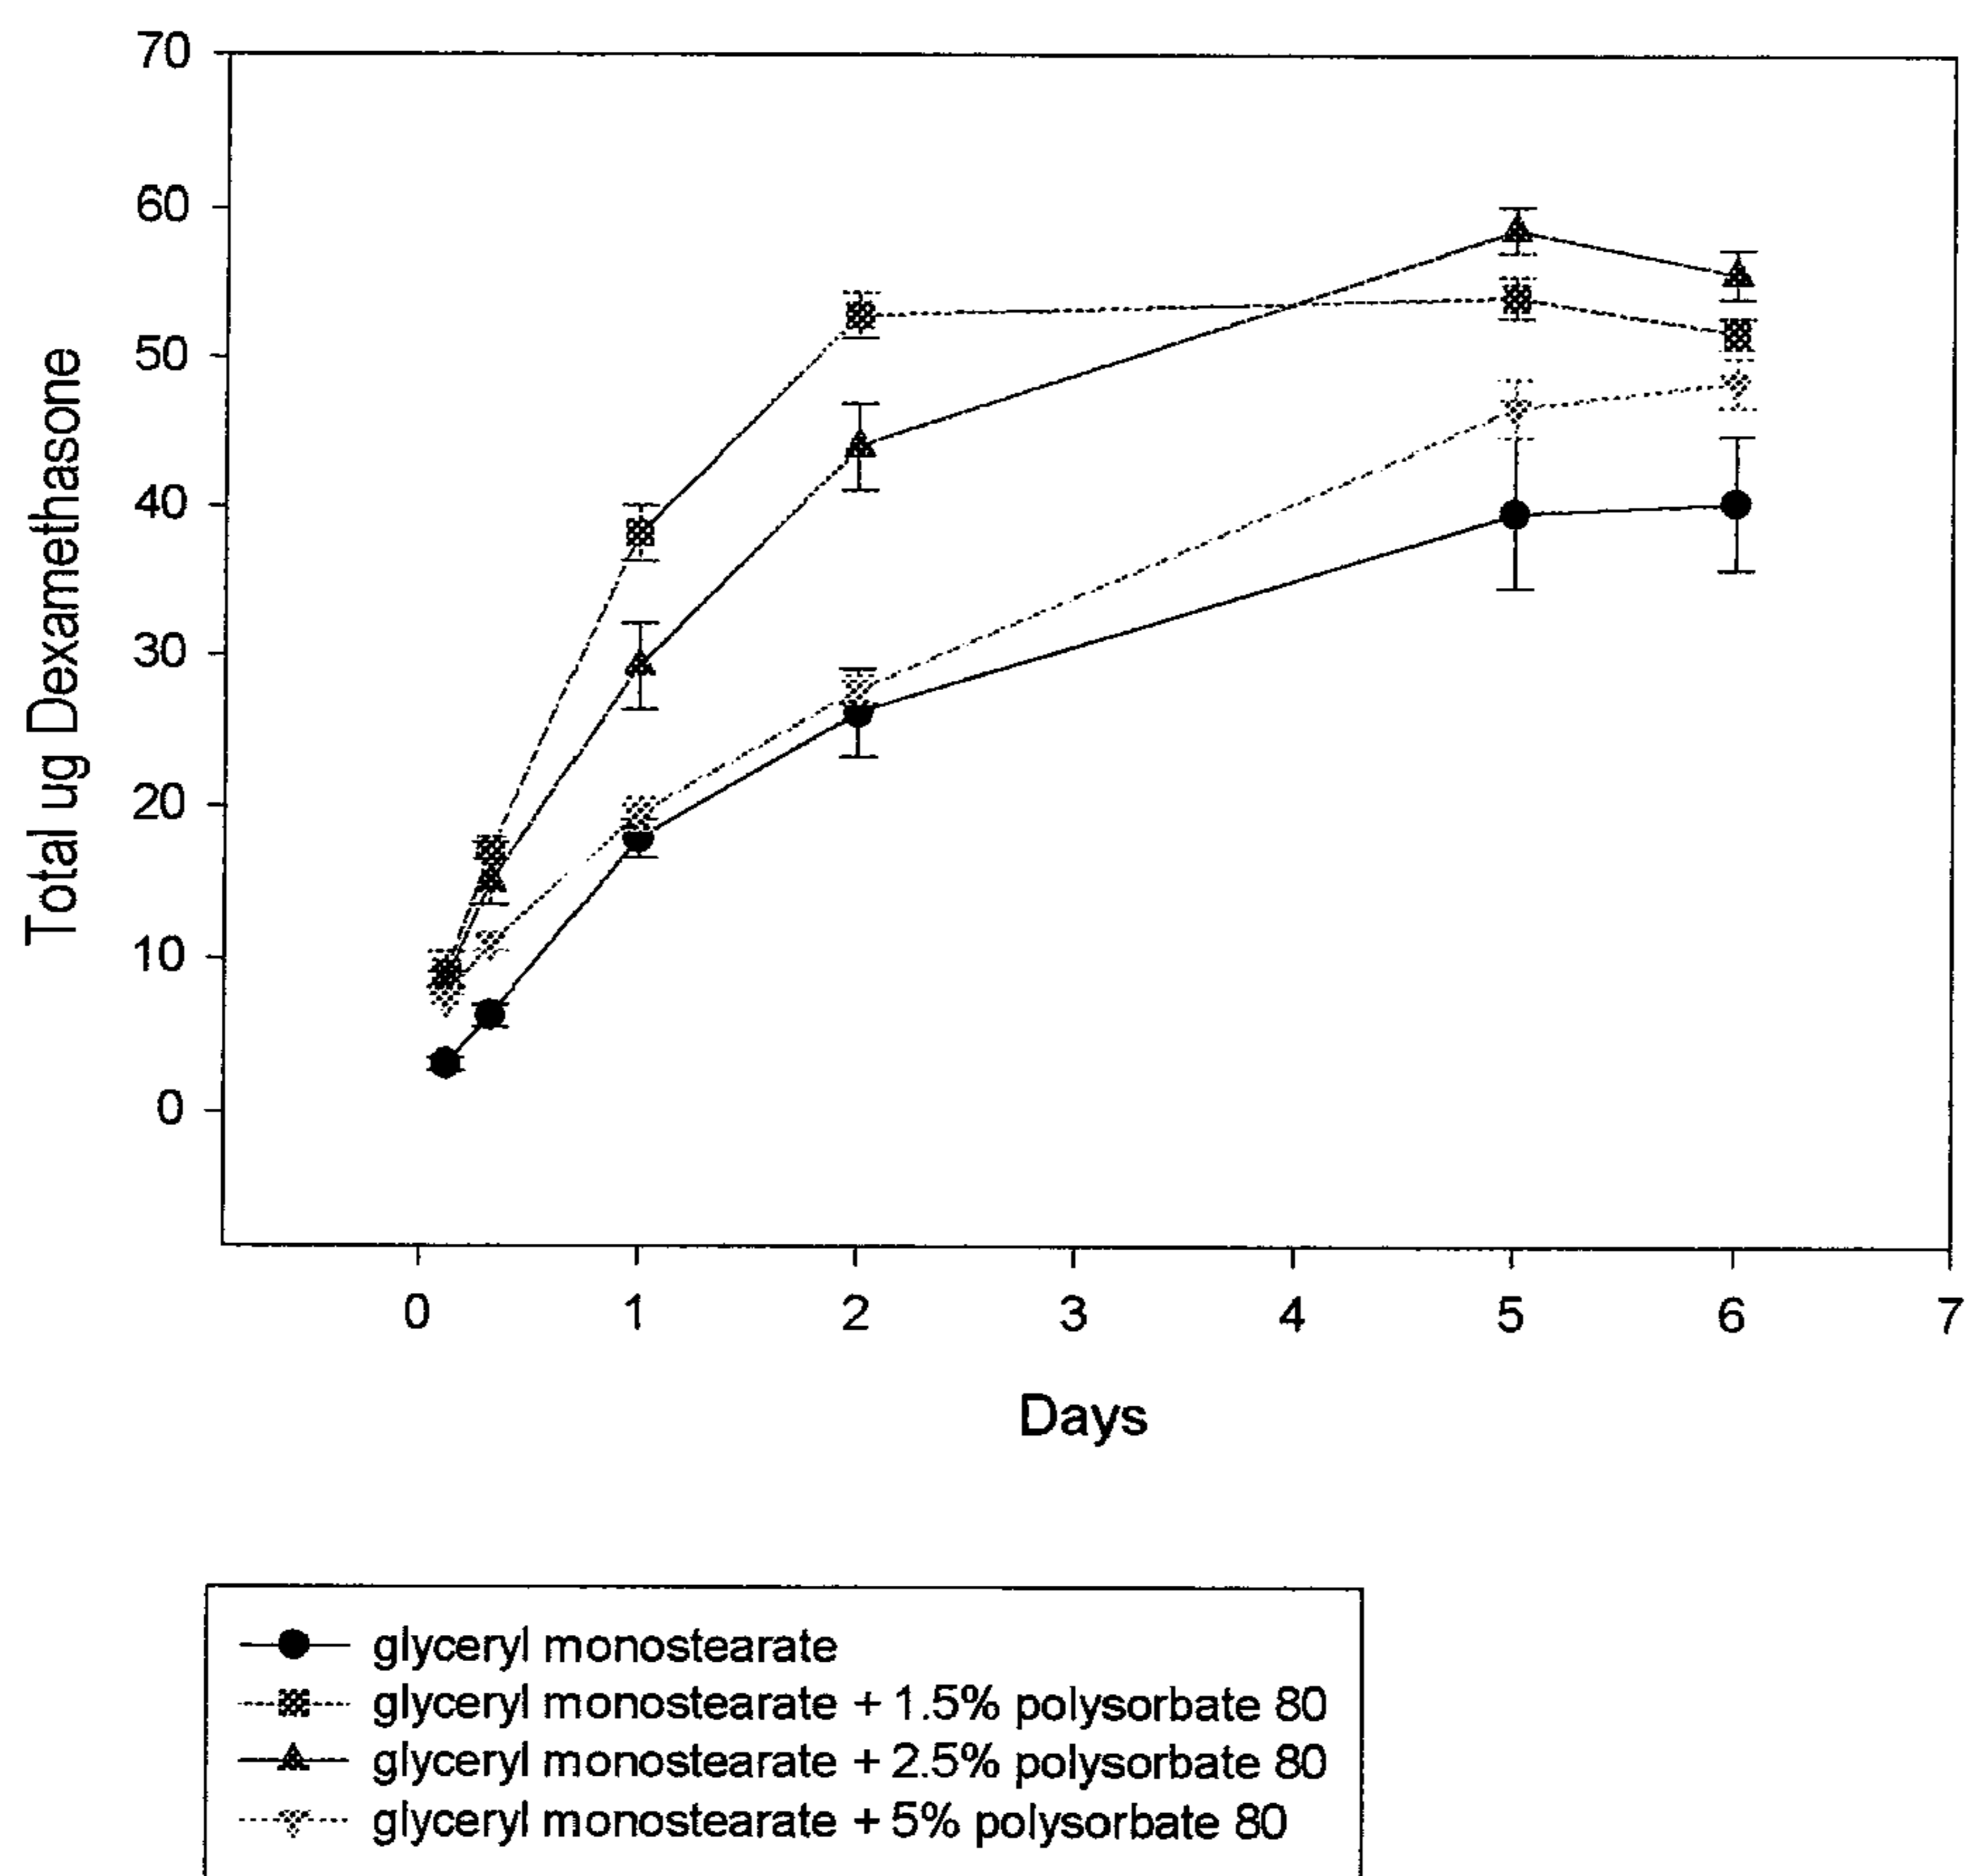 70
60
50
40
30
20
10
0
Total ug Dexamethasone
0 1 2 3 4 5 6 7
Days
glyceryl monostearate
glyceryl monostearate + 1.5% polysorbate 80
glyceryl monostearate + 2.5% polysorbate 80
glyceryl monostearate + 5% polysorbate 80